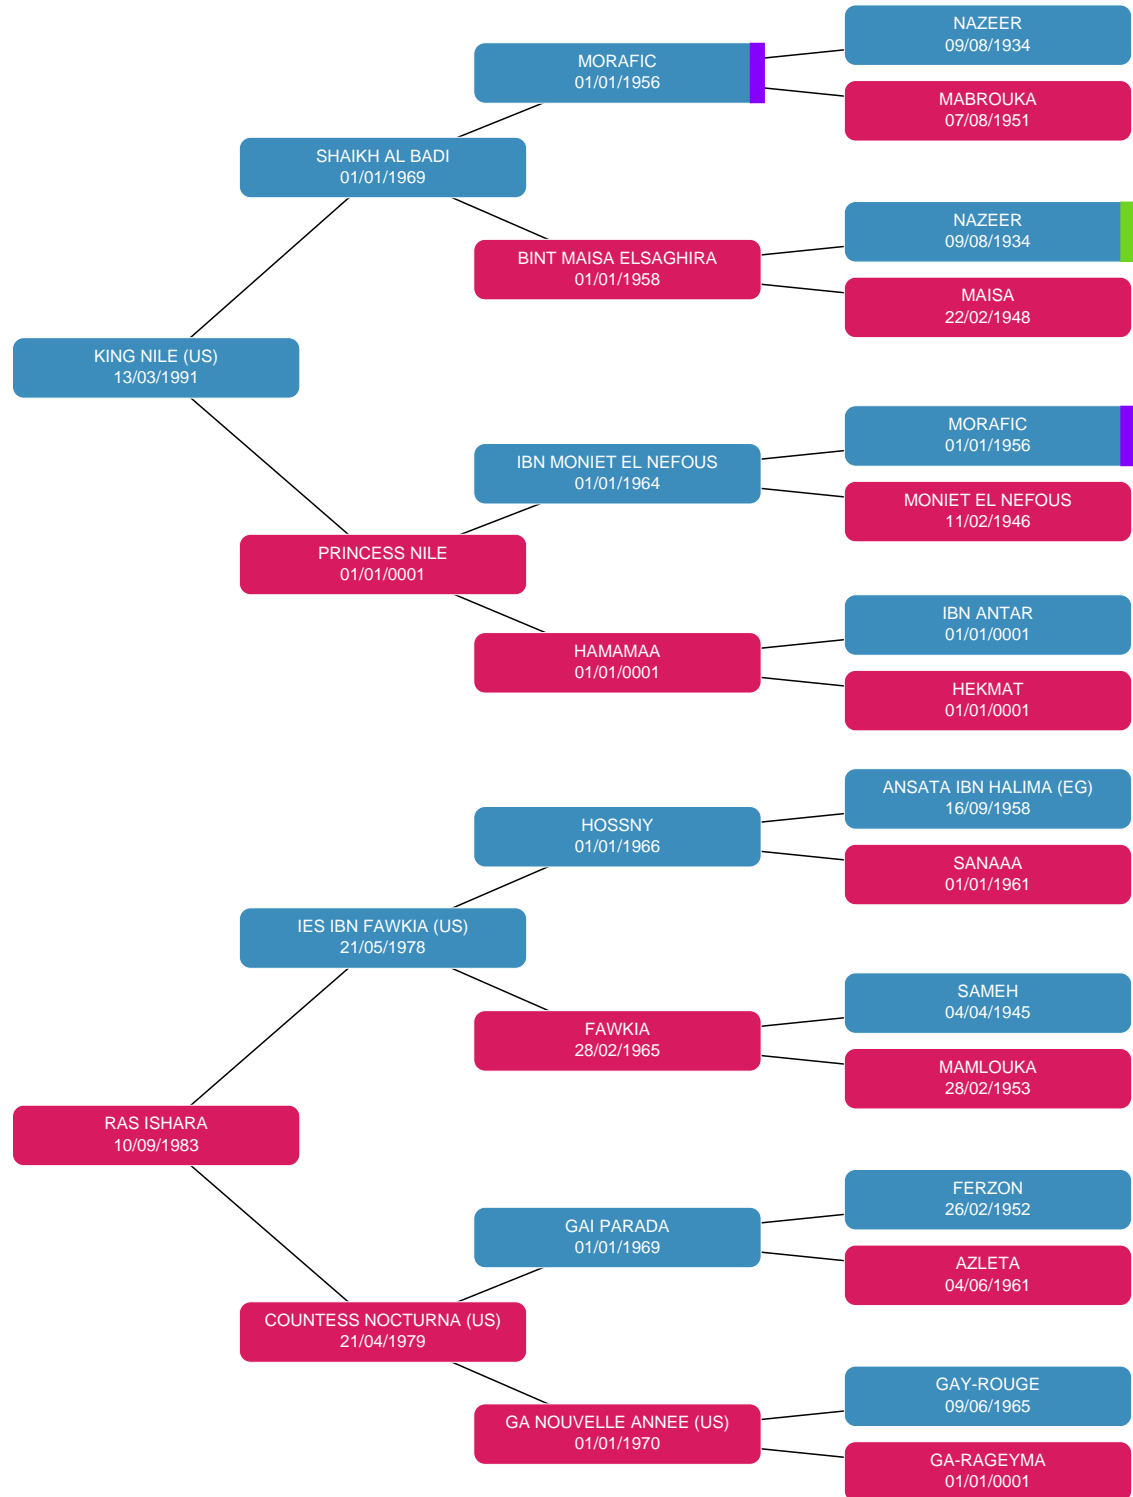 NAZEER
09/08/1934
MORAFIC
01/01/1956
MABROUKA
07/08/1951
SHAIKH AL BADI
01/01/1969
NAZEER
09/08/1934
BINT MAISA ELSAGHIRA
01/01/1958
MAISA
22/02/1948
KING NILE (US)
13/03/1991
MORAFIC
01/01/1956
IBN MONIET EL NEFOUS
01/01/1964
MONIET EL NEFOUS
11/02/1946
PRINCESS NILE
01/01/0001
IBN ANTAR
01/01/0001
HAMAMAA
01/01/0001
HEKMAT
01/01/0001
ANSATA IBN HALIMA (EG)
16/09/1958
HOSSNY
01/01/1966
SANAAA
01/01/1961
IES IBN FAWKIA (US)
21/05/1978
SAMEH
04/04/1945
FAWKIA
28/02/1965
MAMLOUKA
28/02/1953
RAS ISHARA
10/09/1983
FERZON
26/02/1952
GAI PARADA
01/01/1969
AZLETA
04/06/1961
COUNTESS NOCTURNA (US)
21/04/1979
GAY-ROUGE
09/06/1965
GA NOUVELLE ANNEE (US)
01/01/1970
GA-RAGEYMA
01/01/0001